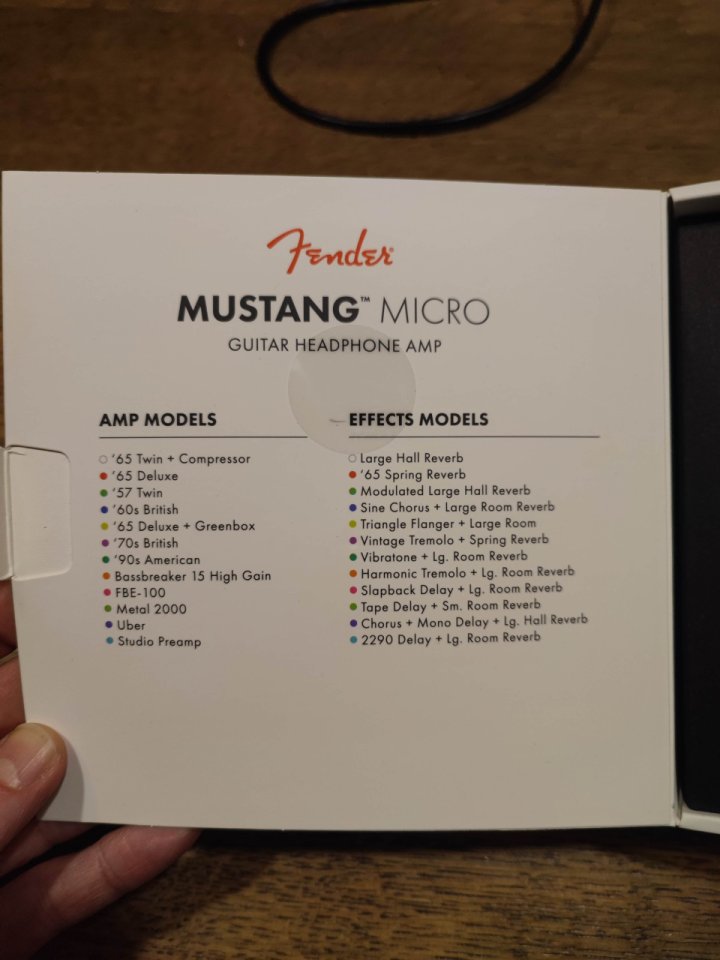 Fender
MUSTANG™ MICRO
GUITAR HEADPHONE AMP
AMP MODELS
'65 Twin + Compressor
'65 Deluxe
'57 Twin
'60s British
'65 Deluxe + Greenbox
'70s British
'90s American
Bassbreaker 15 High Gain
FBE-100
Metal 2000
Uber
Studio Preamp
EFFECTS MODELS
Large Hall Reverb
'65 Spring Reverb
Modulated Large Hall Reverb
Sine Chorus + Large Room Reverb
Triangle Flanger + Large Room
Vintage Tremolo + Spring Reverb
Vibratone + Lg. Room Reverb
Harmonic Tremolo + Lg. Room Reverb
Slapback Delay + Lg. Room Reverb
Tape Delay + Sm. Room Reverb
Chorus + Mono Delay + Lg. Hall Reverb
2290 Delay + Lg. Room Reverb